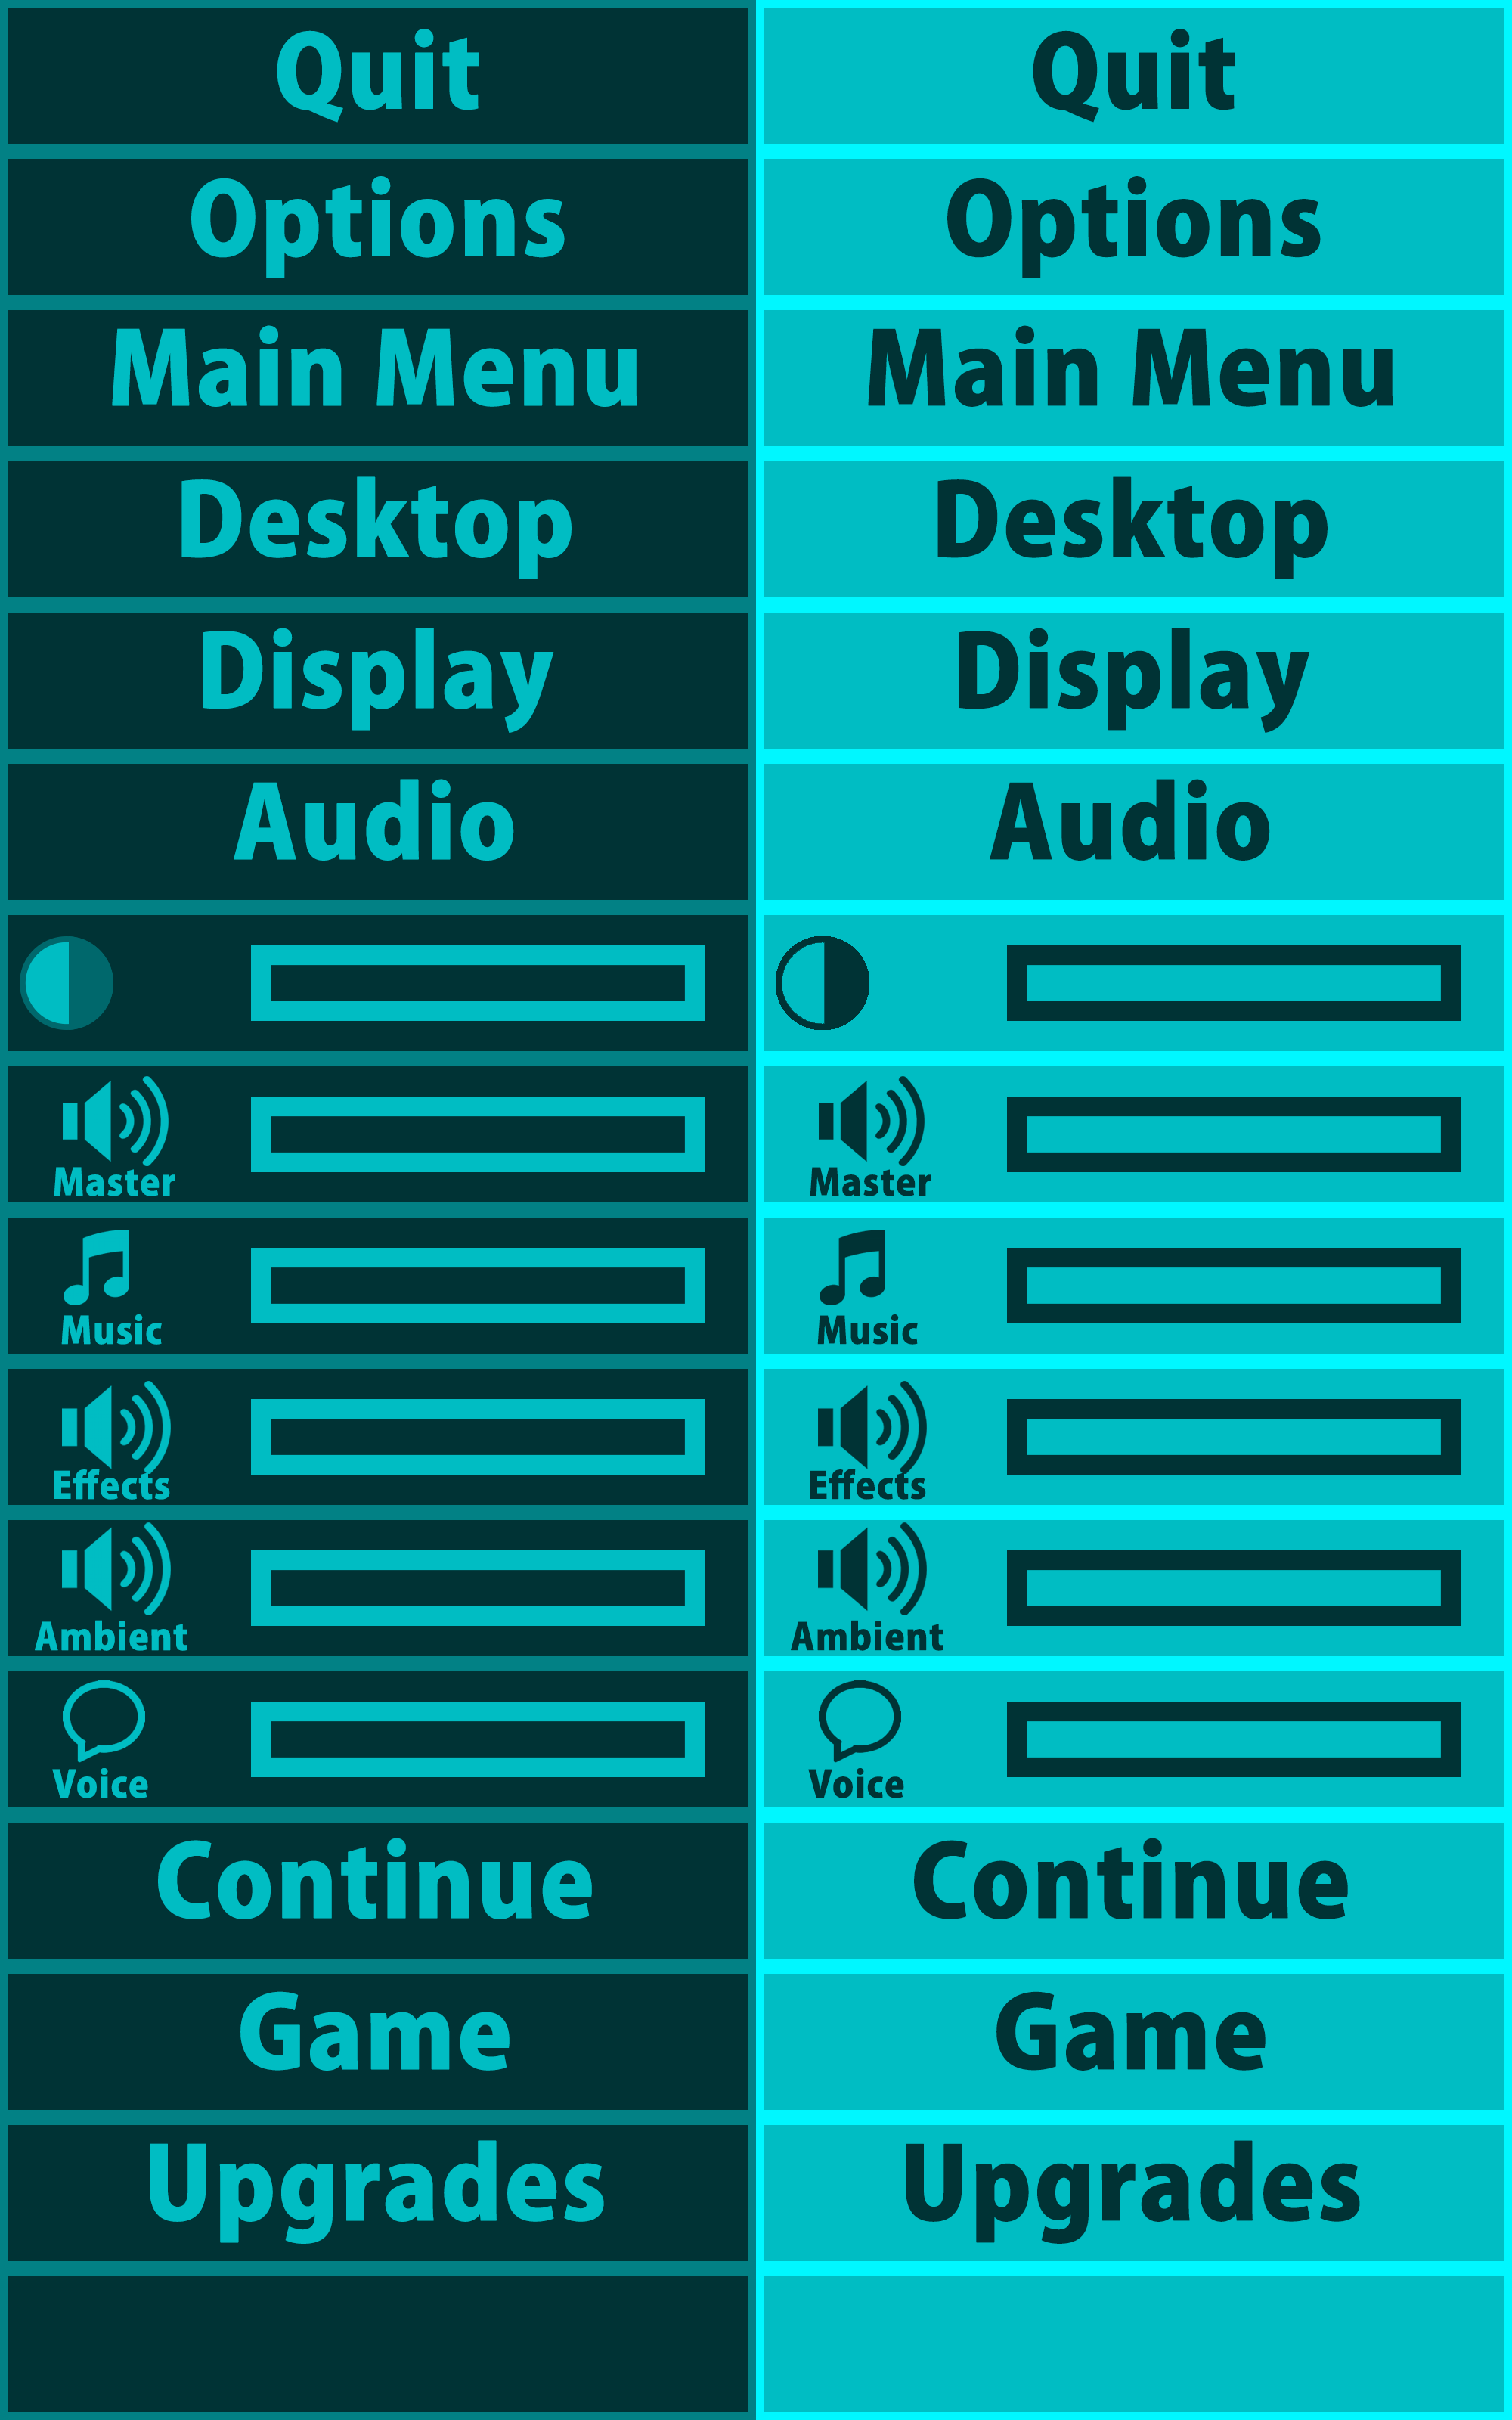 Quit Quit
Options Options
Main Menu Main Menu
Desktop Desktop
Display Display
Audio Audio
Master Master
Music Music
Effects Effects
Ambient Ambient
Voice Voice
Continue Continue
Game Game
Upgrades Upgrades